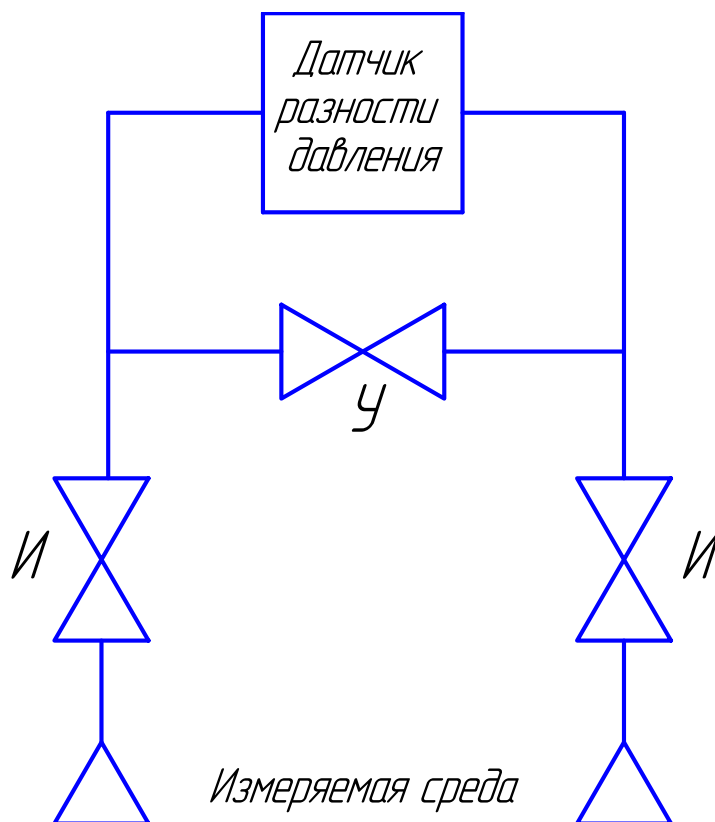 Датчик
разности
давления
У
И
И
Измеряемая среда